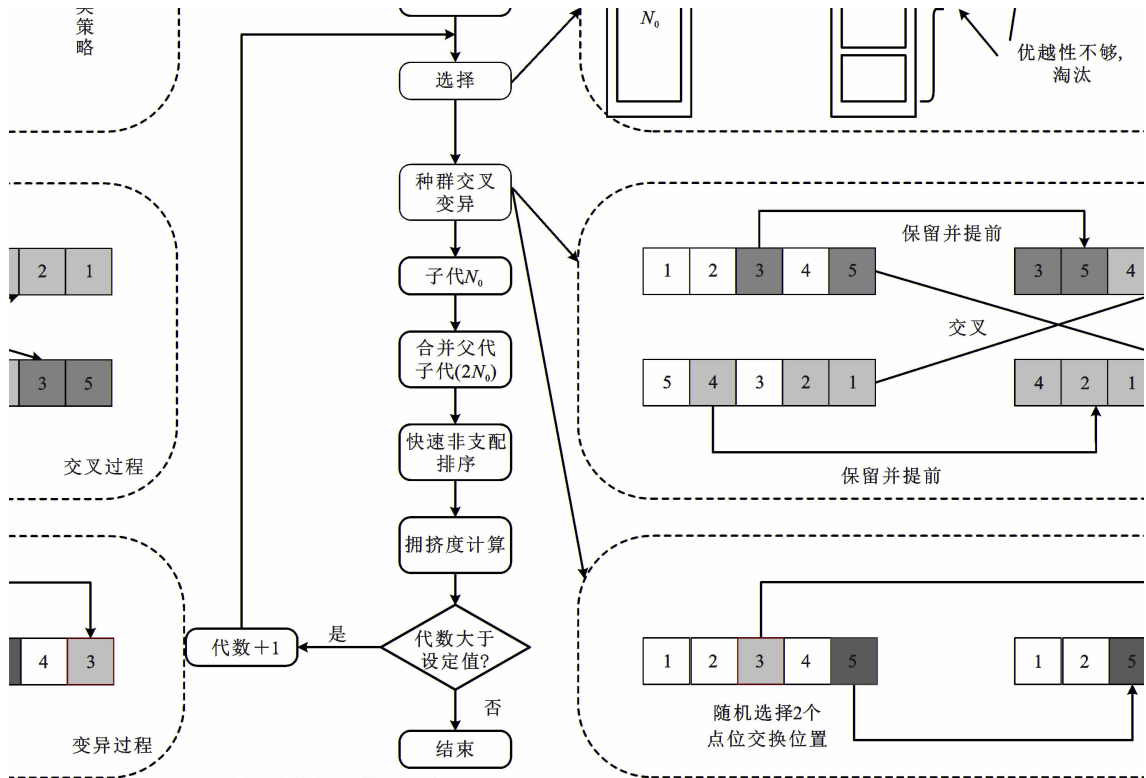 类策略
N₀
优越性不够,
淘汰
选择
种群交叉
变异
子代N₀
合并父代
子代(2N₀)
快速非支配
排序
拥挤度计算
代数大于
设定值?
是
代数+1
否
结束
2 1
3 5
交叉过程
4 3
变异过程
保留并提前
1 2 3 4 5
3 5 4
交叉
5 4 3 2 1
4 2 1
保留并提前
1 2 3 4 5
1 2 5
随机选择2个
点位交换位置